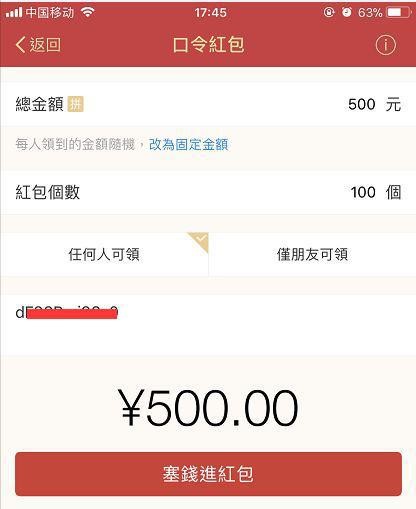 中国移动 17:45 63%
返回 口令紅包
總金額 拼 500 元
每人領到的金額隨機，改為固定金額
紅包個數 100 個
任何人可領 僅朋友可領
¥500.00
塞錢進紅包